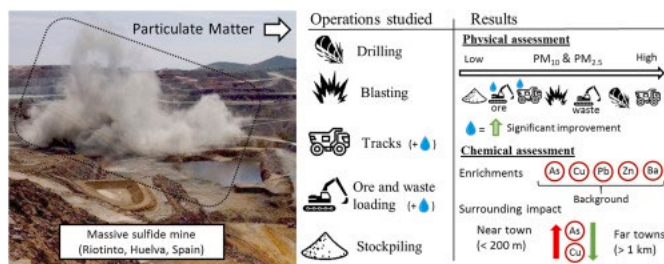 Particulate Matter
Massive sulfide mine
(Riotinto, Huelva, Spain)
Operations studied
Drilling
Blasting
Tracks (+ )
Ore and waste
loading (+ )
Stockpiling
Results
Physical assessment
Low PM10 & PM2.5 High
ore waste
= Significant improvement
Chemical assessment
Enrichments As Cu Pb Zn Ba
Background
Surrounding impact
Near town
(< 200 m)
As
Cu
Far towns
(> 1 km)